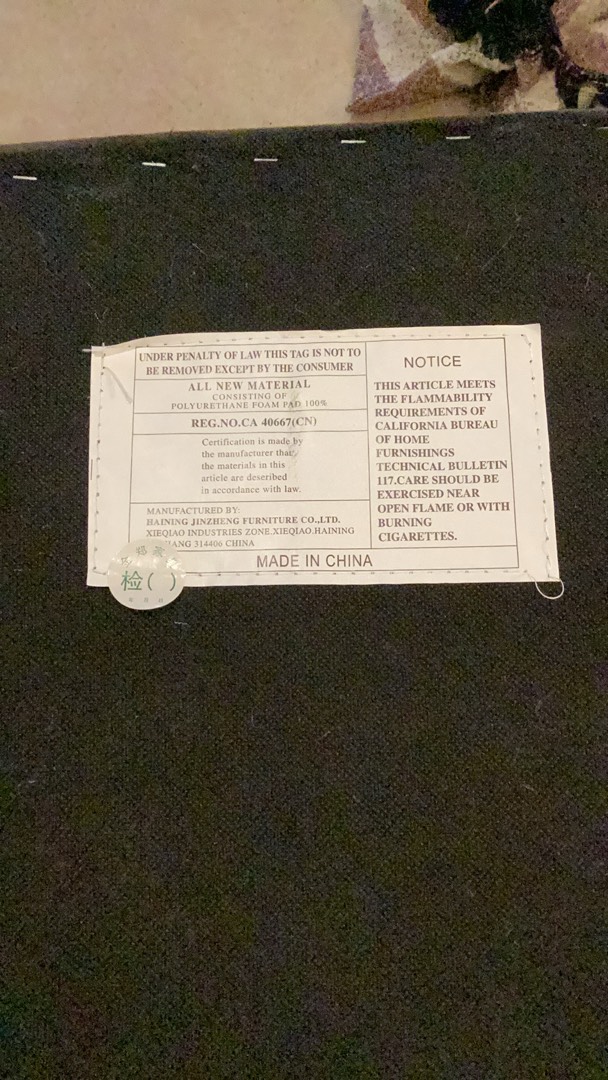 UNDER PENALTY OF LAW THIS TAG IS NOT TO
BE REMOVED EXCEPT BY THE CONSUMER
ALL NEW MATERIAL
CONSISTING OF
POLYURETHANE FOAM PAD 100%
REG.NO.CA 40667(CN)
Certification is made by
the manufacturer that
the materials in this
article are desеribed
in accordance with law.
MANUFACTURED BY:
HAINING JINZHENG FURNITURE CO.,LTD.
XIEQIAO INDUSTRIES ZONE.XIEQIAO.HAINING
314406 CHINA
NOTICE
THIS ARTICLE MEETS
THE FLAMMABILITY
REQUIREMENTS OF
CALIFORNIA BUREAU
OF HOME
FURNISHINGS
TECHNICAL BULLETIN
117.CARE SHOULD BE
EXERCISED NEAR
OPEN FLAME OR WITH
BURNING
CIGARETTES.
MADE IN CHINA
检( )